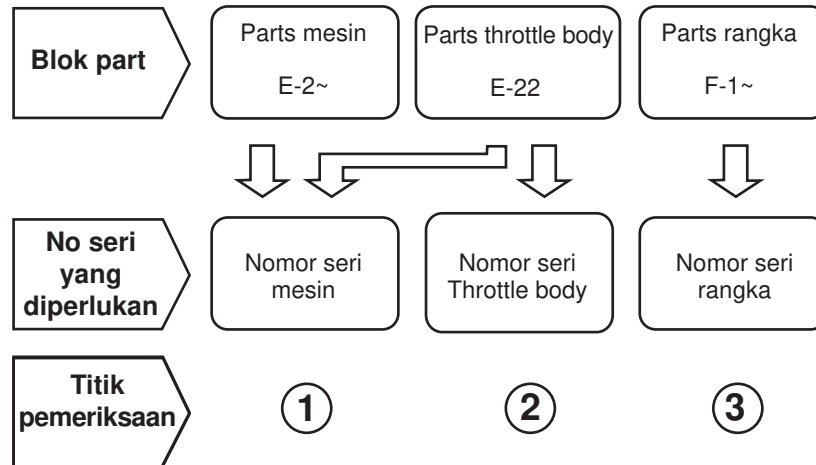 Blok part
Parts mesin
E-2~
Parts throttle body
E-22
Parts rangka
F-1~
No seri
yang
diperlukan
Nomor seri
mesin
Nomor seri
Throttle body
Nomor seri
rangka
Titik
pemeriksaan
1
2
3